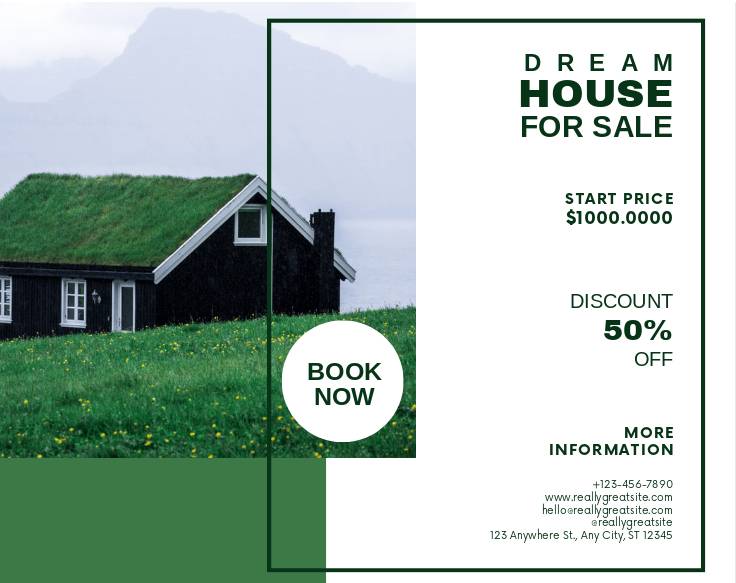 DREAM
HOUSE
FOR SALE
START PRICE
$1000.0000
DISCOUNT
50%
OFF
BOOK
NOW
MORE
INFORMATION
+123-456-7890
www.reallygreatsite.com
hello@reallygreatsite.com
@reallygreatsite
123 Anywhere St., Any City, ST 12345